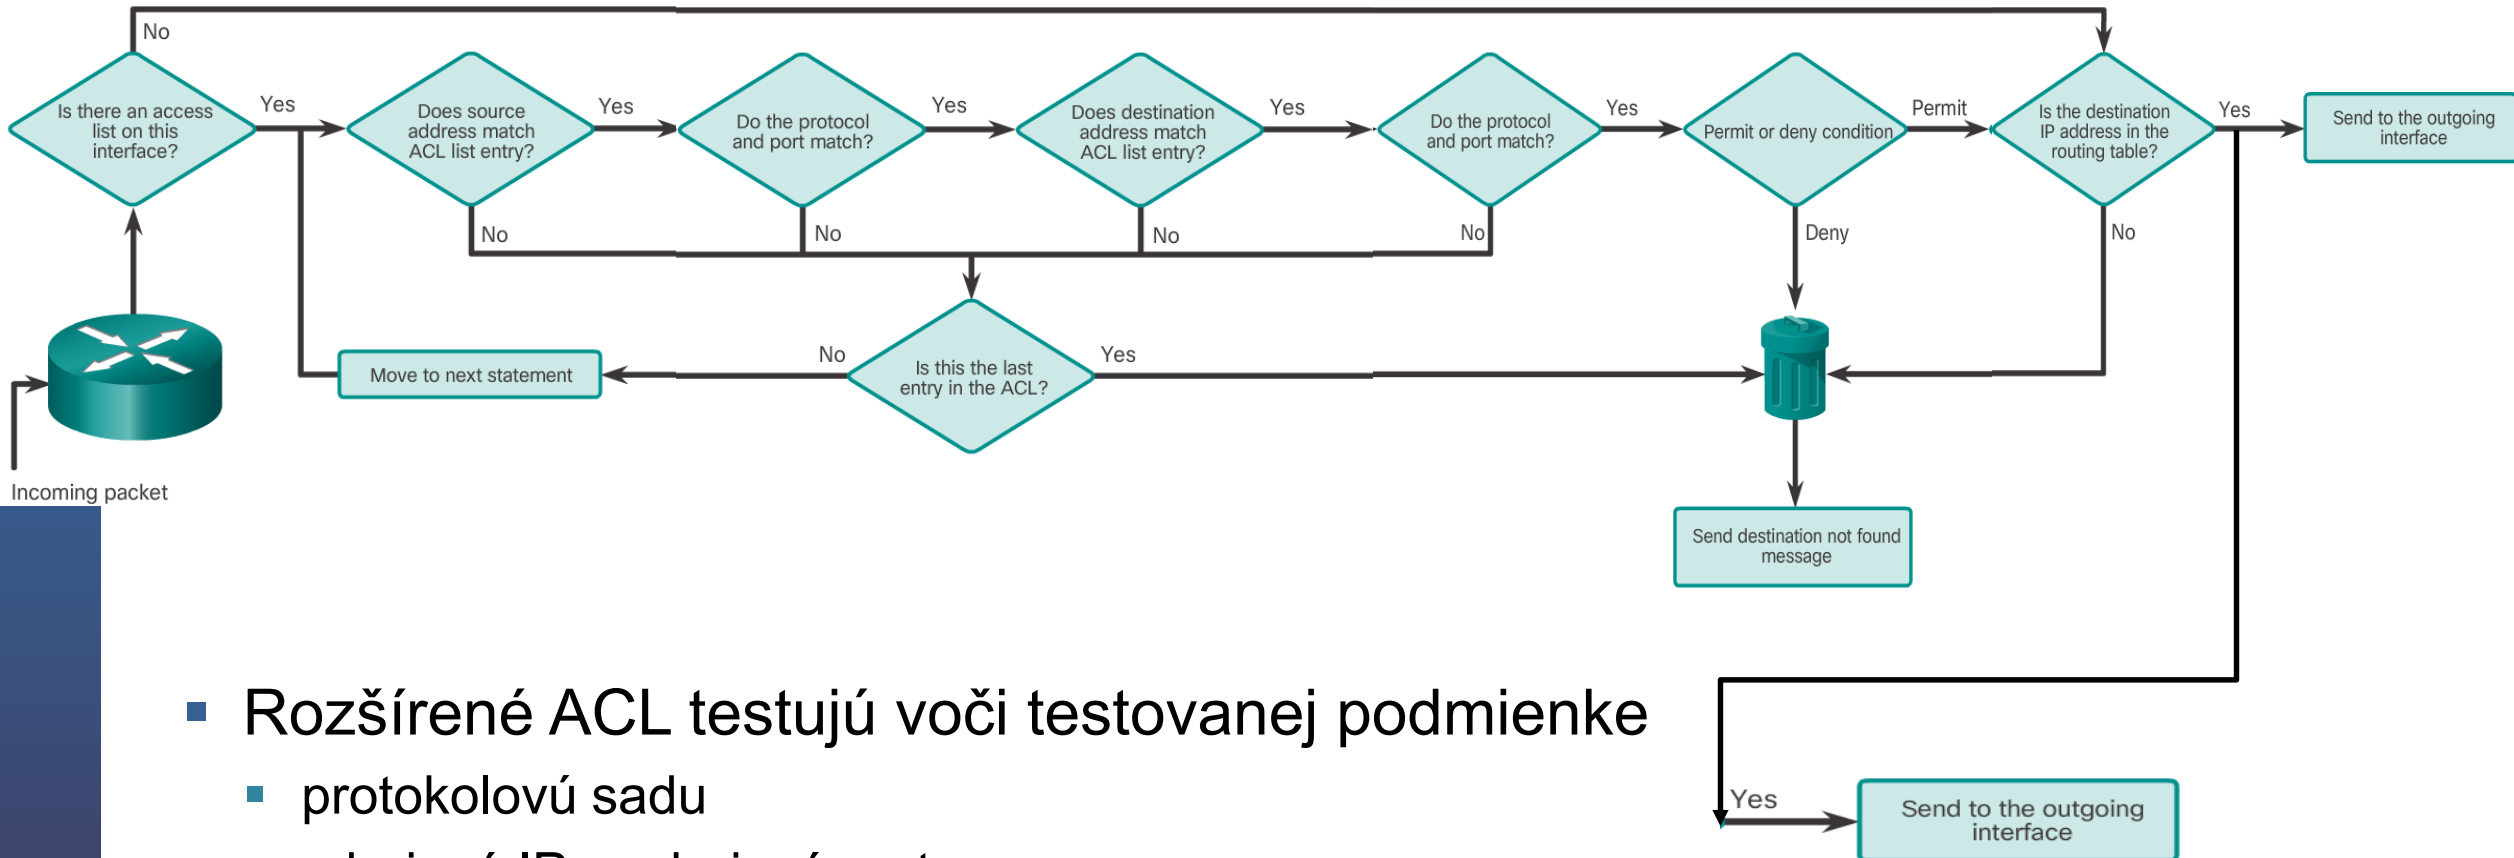 No
Is there an access
list on this
interface?
Yes
Does source
address match
ACL list entry?
Yes
Do the protocol
and port match?
Yes
Does destination
address match
ACL list entry?
Yes
Do the protocol
and port match?
Yes
Permit or deny condition
Permit
Is the destination
IP address in the
routing table?
Yes
Send to the outgoing
interface
No
No
No
No
Deny
No
Move to next statement
No
Is this the last
entry in the ACL?
Yes
Incoming packet
Send destination not found
message
Rozšírené ACL testujú voči testovanej podmienke
protokolovú sadu
Yes
Send to the outgoing
interface